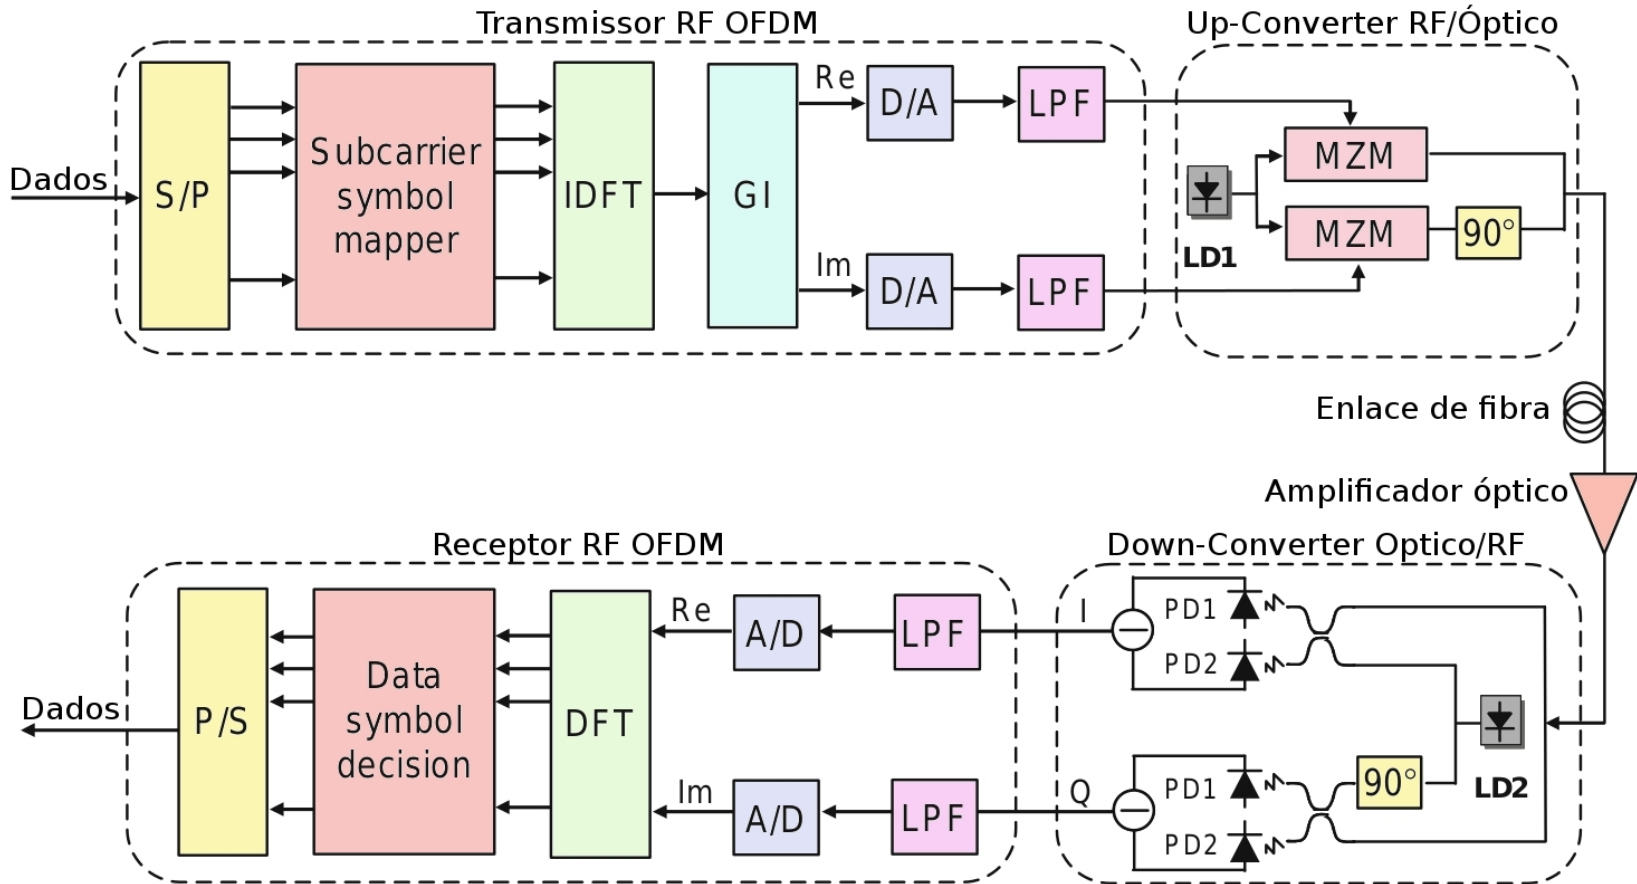 Transmissor RF OFDM
Up-Converter RF/Óptico
Dados
S/P
Subcarrier
symbol
mapper
IDFT
GI
Re
D/A
LPF
Im
D/A
LPF
MZM
MZM
90°
LD1
Enlace de fibra
Amplificador óptico
Receptor RF OFDM
Down-Converter Optico/RF
Dados
P/S
Data
symbol
decision
DFT
Re
A/D
LPF
I
PD1
PD2
Im
A/D
LPF
Q
PD1
PD2
90°
LD2